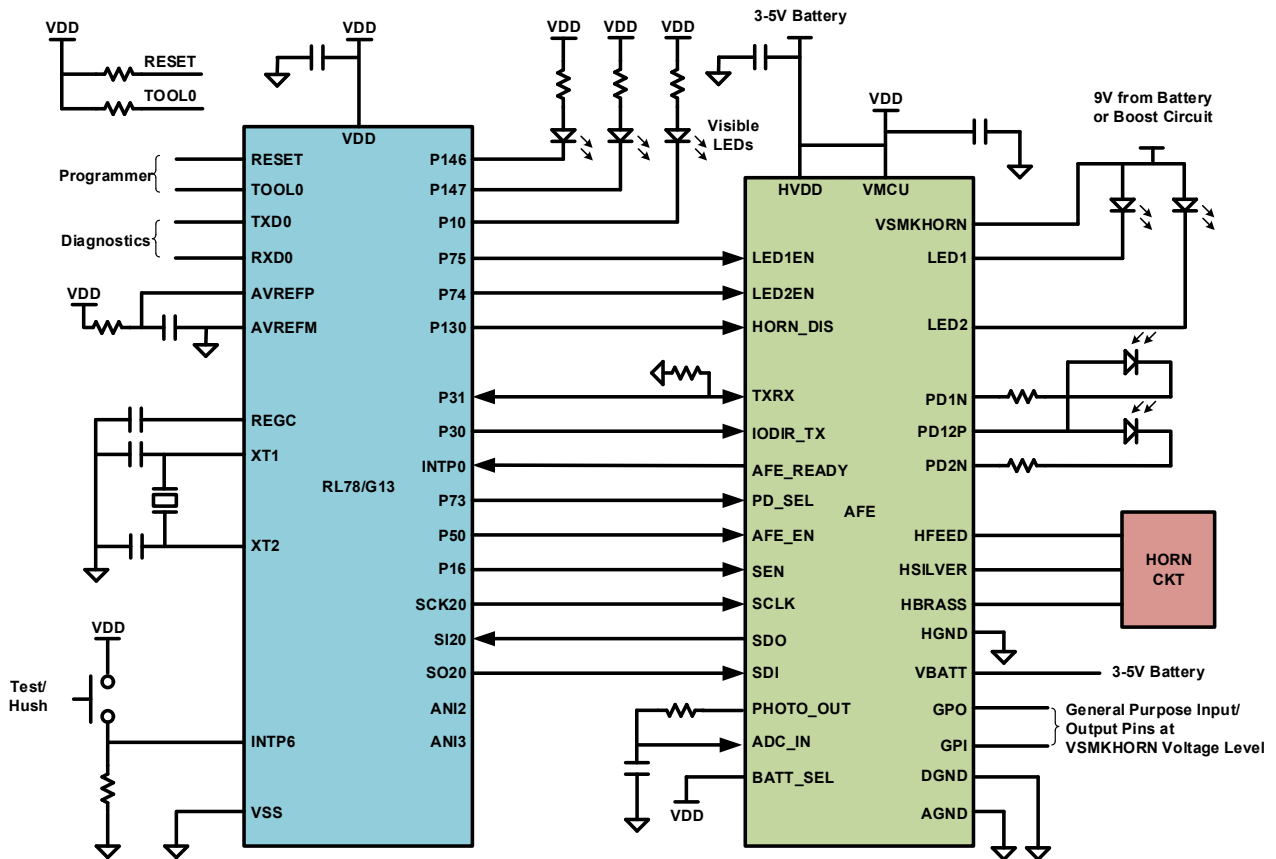 VDD
RESET
TOOL0
VDD
VDD
VDD
VDD
3-5V Battery
VDD
9V from Battery
or Boost Circuit
Visible
LEDs
Programmer
Diagnostics
VDD
Test/
Hush
VDD
VDD
RESET
TOOL0
TXD0
RXD0
AVREFP
AVREFM
REGC
XT1
XT2
INTP6
VSS
RL78/G13
P146
P147
P10
P75
P74
P130
P31
P30
INTP0
P73
P50
P16
SCK20
SI20
SO20
ANI2
ANI3
HVDD
VMCU
LED1EN
LED2EN
HORN_DIS
TXRX
IODIR_TX
AFE_READY
PD_SEL
AFE_EN
SEN
SCLK
SDO
SDI
PHOTO_OUT
ADC_IN
BATT_SEL
VDD
AFE
VSMKHORN
LED1
LED2
PD1N
PD12P
PD2N
HFEED
HSILVER
HBRASS
HGND
VBATT
GPO
GPI
DGND
AGND
HORN
CKT
3-5V Battery
General Purpose Input/
Output Pins at
VSMKHORN Voltage Level